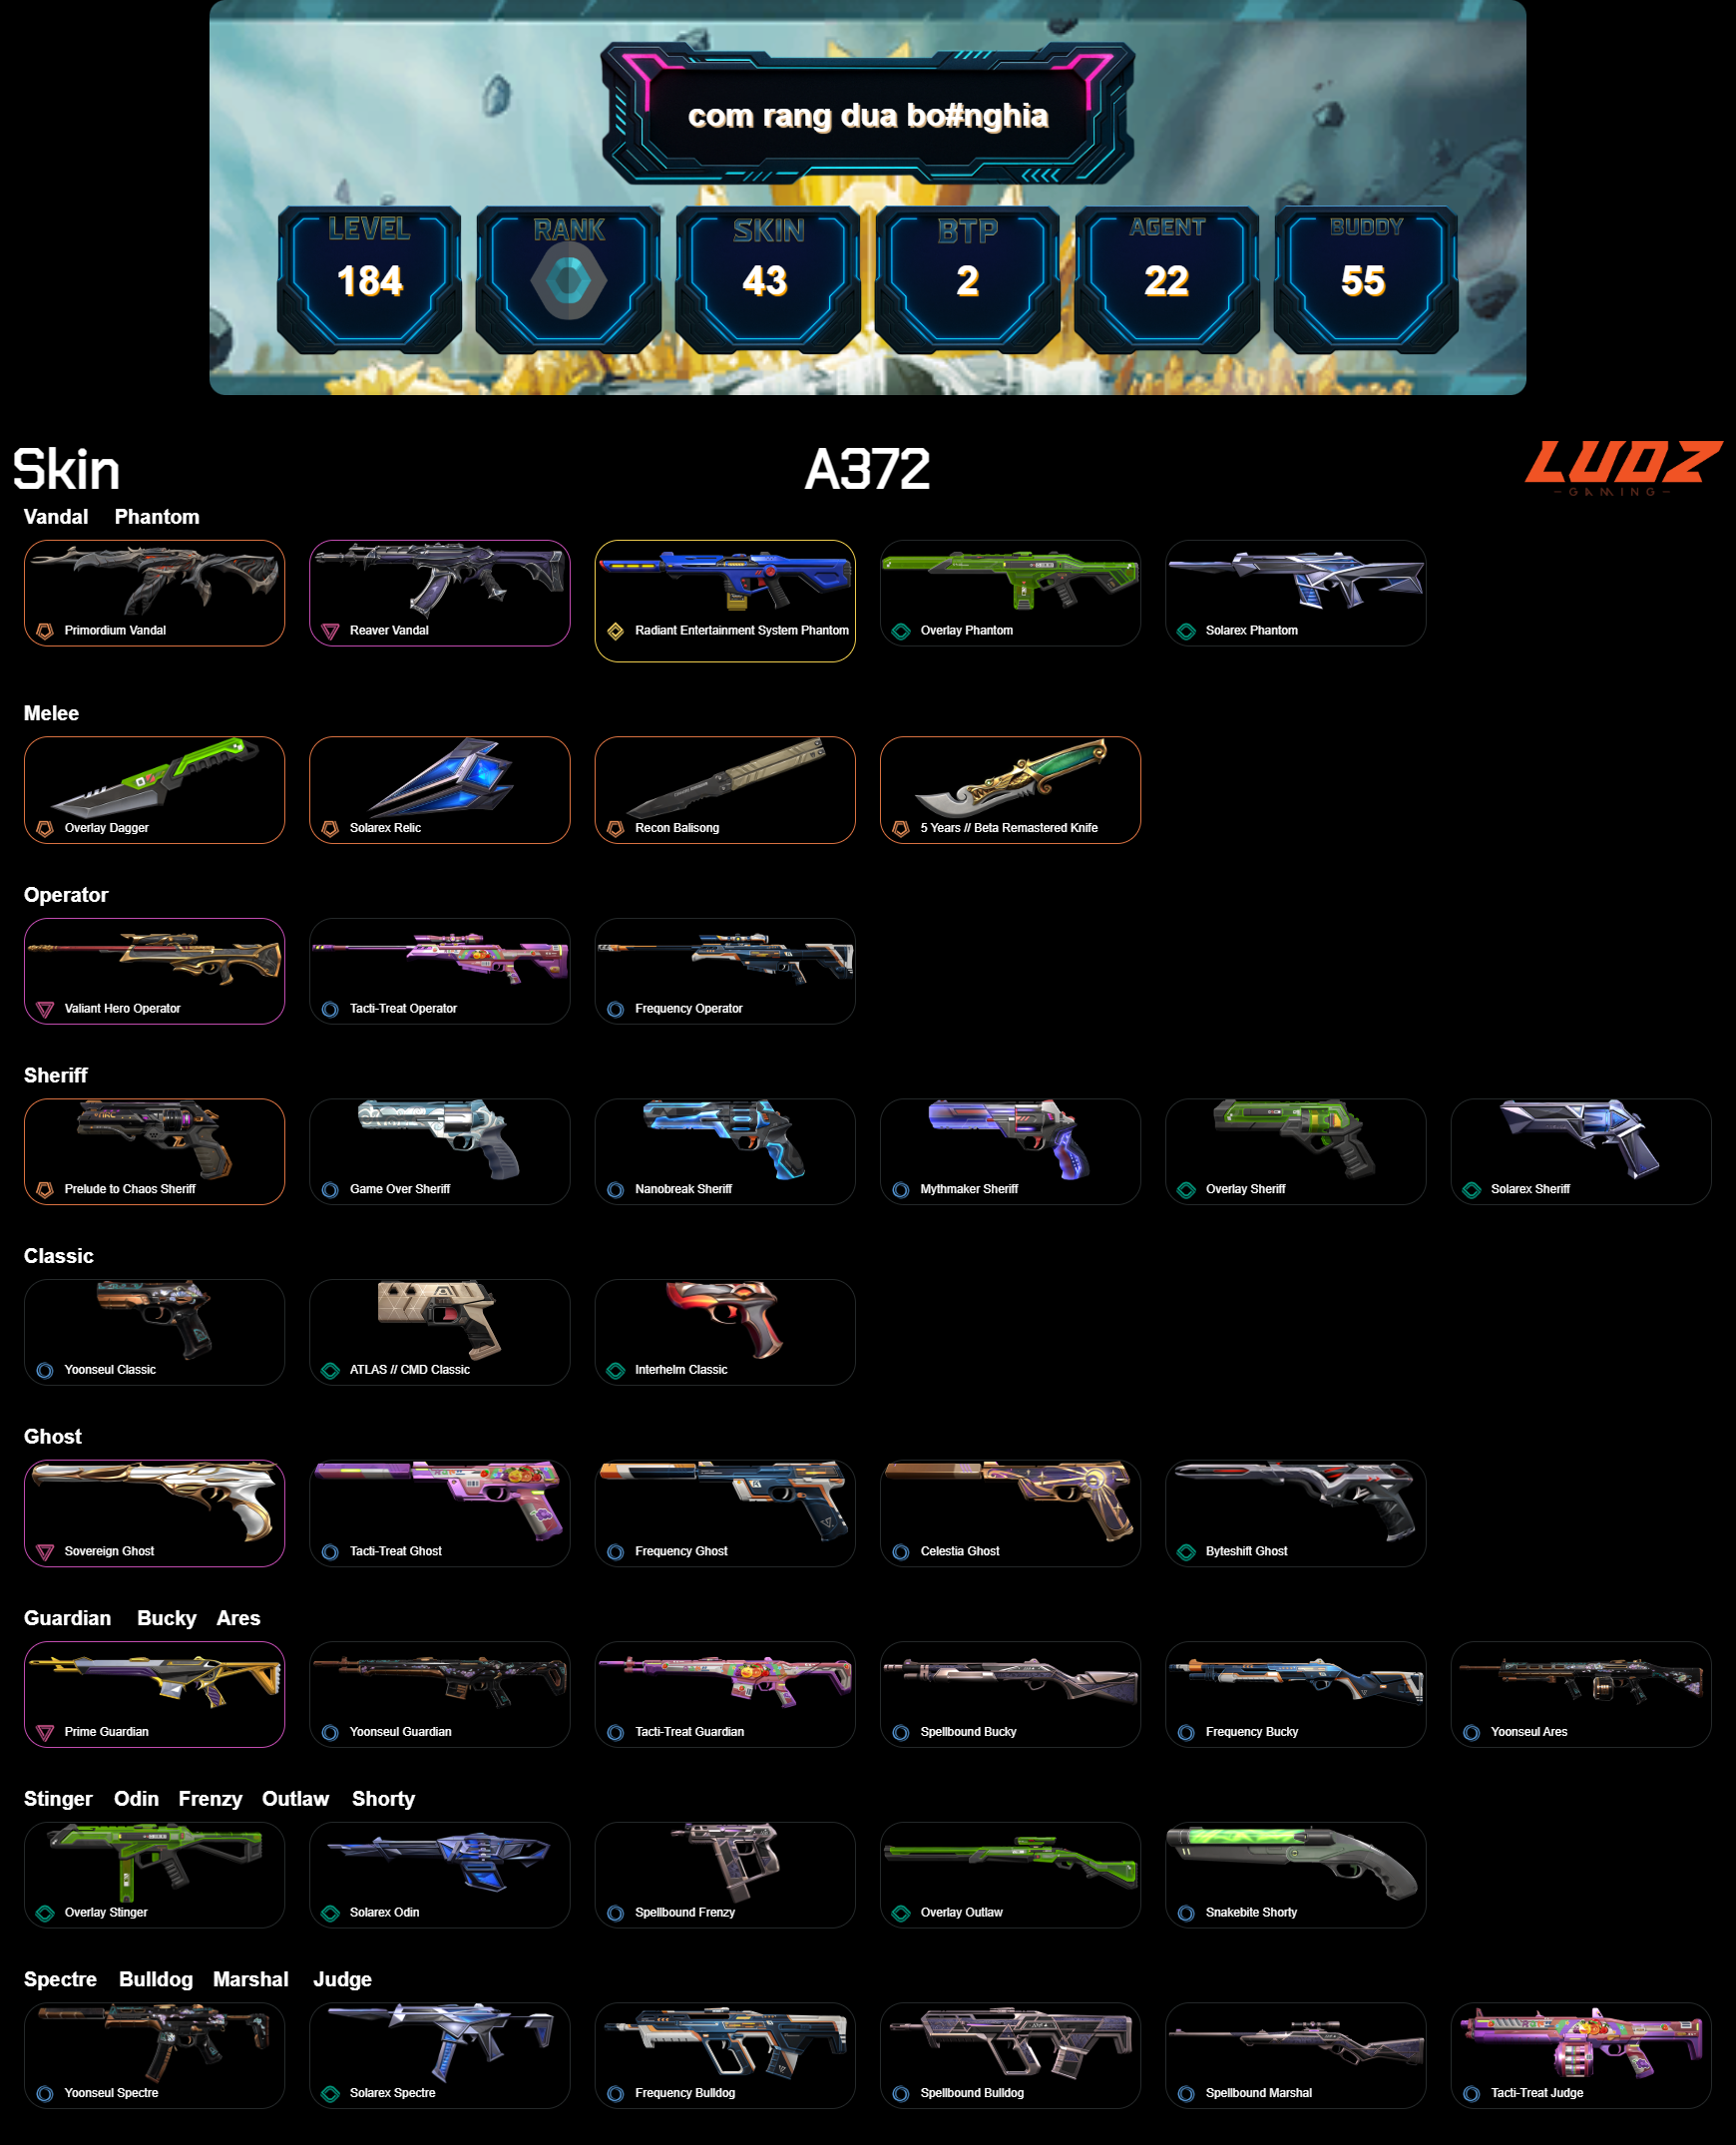 com rang dua bo#nghia
LEVEL RANK SKIN BTP AGENT BUDDY
184 43 2 22 55
Skin A372 LUOZ
-GAMING-
Vandal Phantom
Primordium Vandal Reaver Vandal Radiant Entertainment System Phantom Overlay Phantom Solarex Phantom
Melee
Overlay Dagger Solarex Relic Recon Balisong 5 Years // Beta Remastered Knife
Operator
Valiant Hero Operator Tacti-Treat Operator Frequency Operator
Sheriff
Prelude to Chaos Sheriff Game Over Sheriff Nanobreak Sheriff Mythmaker Sheriff Overlay Sheriff Solarex Sheriff
Classic
Yoonseul Classic ATLAS // CMD Classic Interhelm Classic
Ghost
Sovereign Ghost Tacti-Treat Ghost Frequency Ghost Celestia Ghost Byteshift Ghost
Guardian Bucky Ares
Prime Guardian Yoonseul Guardian Tacti-Treat Guardian Spellbound Bucky Frequency Bucky Yoonseul Ares
Stinger Odin Frenzy Outlaw Shorty
Overlay Stinger Solarex Odin Spellbound Frenzy Overlay Outlaw Snakebite Shorty
Spectre Bulldog Marshal Judge
Yoonseul Spectre Solarex Spectre Frequency Bulldog Spellbound Bulldog Spellbound Marshal Tacti-Treat Judge